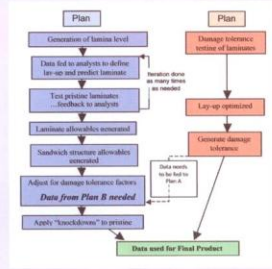 Plan
Generation of lamina level
Data fed to analysts to define
lay-up and predict laminate
Iteration done
as many times
as needed
Test pristine laminates
...feedback to analysts
Laminate allowables generated
Sandwich structure allowables
generated
Adjust for damage tolerance factors
Data from Plan B needed
Apply "knockdowns" to pristine
Plan
Damage tolerance
testing of laminates
Lay-up optimized
Generate damage
tolerance
Data needs
to be fed to
Plan A
Data used for Final Product